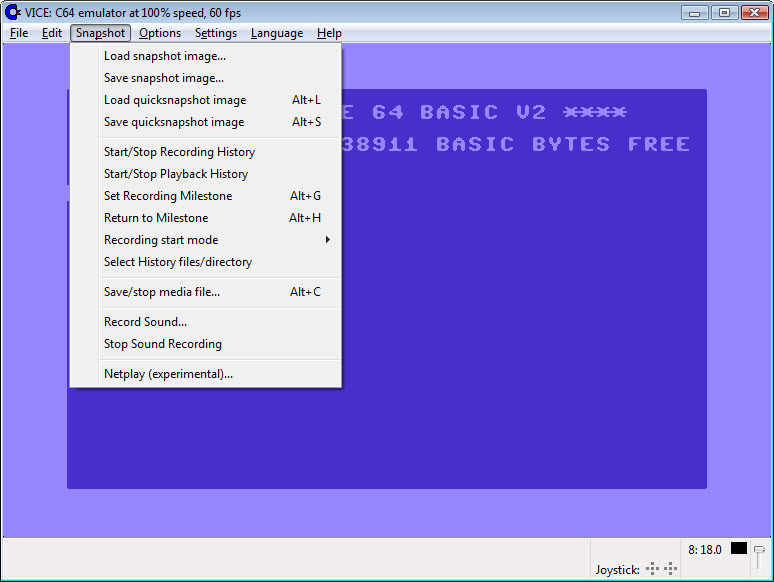 VICE: C64 emulator at 100% speed, 60 fps
File Edit Snapshot Options Settings Language Help
Load snapshot image...
Save snapshot image...
Load quicksnapshot image Alt+L
Save quicksnapshot image Alt+S
Start/Stop Recording History
Start/Stop Playback History
Set Recording Milestone Alt+G
Return to Milestone Alt+H
Recording start mode
Select History files/directory
Save/stop media file... Alt+C
Record Sound...
Stop Sound Recording
Netplay (experimental)...
E 64 BASIC V2 ****
38911 BASIC BYTES FREE
8: 18.0
Joystick: